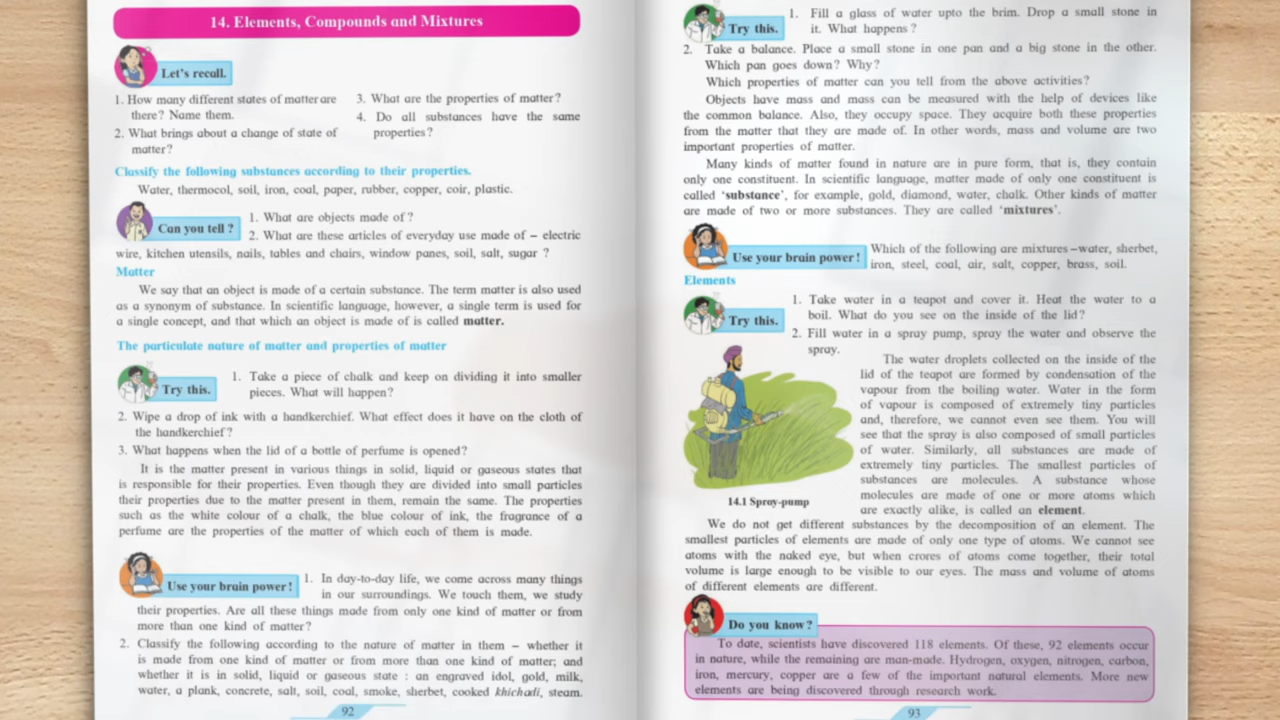 14. Elements, Compounds and Mixtures
Let's recall.
1. How many different states of matter are
there? Name them.
2. What brings about a change of state of
matter?
3. What are the properties of matter?
4. Do all substances have the same
properties?
Classify the following substances according to their properties.
Water, thermocol, soil, iron, coal, paper, rubber, copper, coir, plastic.
Can you tell ?
1. What are objects made of ?
2. What are these articles of everyday use made of – electric
wire, kitchen utensils, nails, tables and chairs, window panes, soil, salt, sugar ?
Matter
We say that an object is made of a certain substance. The term matter is also used
as a synonym of substance. In scientific language, however, a single term is used for
a single concept, and that which an object is made of is called matter.
The particulate nature of matter and properties of matter
Try this.
1. Take a piece of chalk and keep on dividing it into smaller
pieces. What will happen?
2. Wipe a drop of ink with a handkerchief. What effect does it have on the cloth of
the handkerchief ?
3. What happens when the lid of a bottle of perfume is opened?
It is the matter present in various things in solid, liquid or gaseous states that
is responsible for their properties. Even though they are divided into small particles
their properties due to the matter present in them, remain the same. The properties
such as the white colour of a chalk, the blue colour of ink, the fragrance of a
perfume are the properties of the matter of which each of them is made.
Use your brain power !
1. In day-to-day life, we come across many things
in our surroundings. We touch them, we study
their properties. Are all these things made from only one kind of matter or from
more than one kind of matter?
2. Classify the following according to the nature of matter in them – whether it
is made from one kind of matter or from more than one kind of matter; and
whether it is in solid, liquid or gaseous state : an engraved idol, gold, milk,
water, a plank, concrete, salt, soil, coal, smoke, sherbet, cooked khichadi, steam.
92
Try this.
1. Fill a glass of water upto the brim. Drop a small stone in
it. What happens ?
2. Take a balance. Place a small stone in one pan and a big stone in the other.
Which pan goes down? Why?
Which properties of matter can you tell from the above activities?
Objects have mass and mass can be measured with the help of devices like
the common balance. Also, they occupy space. They acquire both these properties
from the matter that they are made of. In other words, mass and volume are two
important properties of matter.
Many kinds of matter found in nature are in pure form, that is, they contain
only one constituent. In scientific language, matter made of only one constituent is
called 'substance', for example, gold, diamond, water, chalk. Other kinds of matter
are made of two or more substances. They are called 'mixtures'.
Use your brain power !
Which of the following are mixtures –water, sherbet,
iron, steel, coal, air, salt, copper, brass, soil.
Elements
Try this.
1. Take water in a teapot and cover it. Heat the water to a
boil. What do you see on the inside of the lid?
2. Fill water in a spray pump, spray the water and observe the
spray.
The water droplets collected on the inside of the
lid of the teapot are formed by condensation of the
vapour from the boiling water. Water in the form
of vapour is composed of extremely tiny particles
and, therefore, we cannot even see them. You will
see that the spray is also composed of small particles
of water. Similarly, all substances are made of
extremely tiny particles. The smallest particles of
substances are molecules. A substance whose
molecules are made of one or more atoms which
are exactly alike, is called an element.
14.1 Spray-pump
We do not get different substances by the decomposition of an element. The
smallest particles of elements are made of only one type of atoms. We cannot see
atoms with the naked eye, but when crores of atoms come together, their total
volume is large enough to be visible to our eyes. The mass and volume of atoms
of different elements are different.
Do you know ?
To date, scientists have discovered 118 elements. Of these, 92 elements occur
in nature, while the remaining are man-made. Hydrogen, oxygen, nitrogen, carbon,
iron, mercury, copper are a few of the important natural elements. More new
elements are being discovered through research work.
93